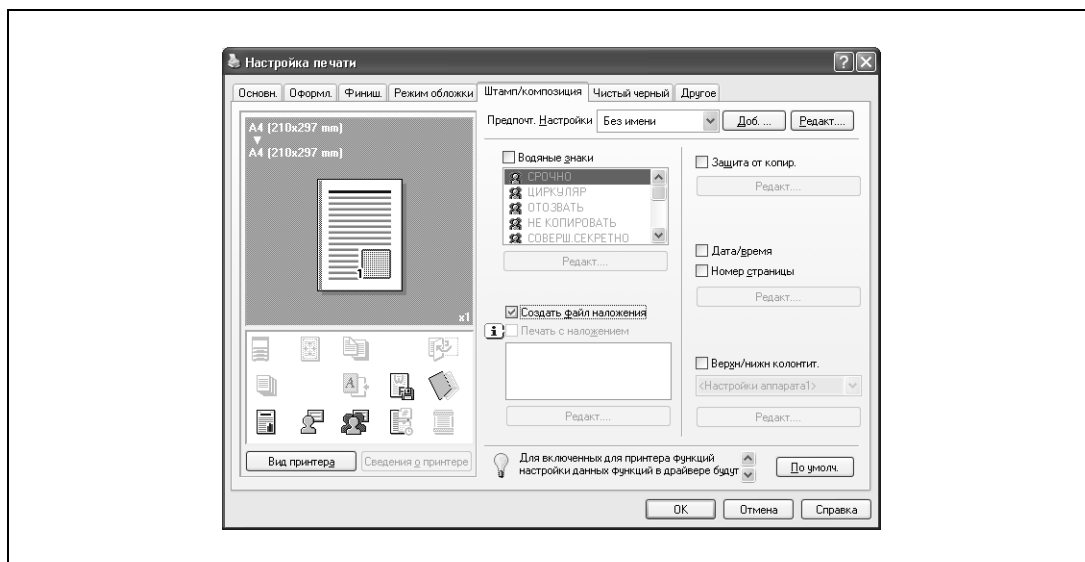 Настройка печати
Основн. Оформл. Финиш. Режим обложки Штамп/композиция Чистый черный Другое
A4 (210x297 mm)
A4 (210x297 mm)
1
x1
Вид принтера Сведения о принтере
Предпочт. Настройки Без имени Доб. ... Редакт....
Водяные знаки
СРОЧНО
ЦИРКУЛЯР
ОТОЗВАТЬ
НЕ КОПИРОВАТЬ
СОВЕРШ.СЕКРЕТНО
Редакт....
Создать файл наложения
Печать с наложением
Редакт....
Защита от копир.
Редакт....
Дата/время
Номер страницы
Редакт....
Верхн/нижн колонтит.
<Настройки аппарата1>
Редакт....
Для включенных для принтера функций
настройки данных функций в драйвере будут
По умолч.
OK Отмена Справка